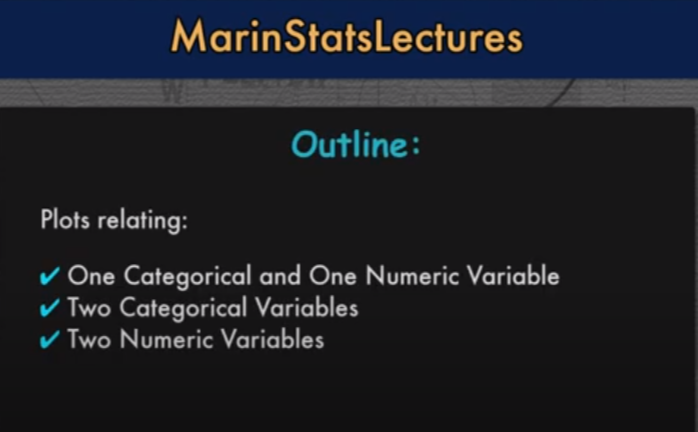 MarinStatsLectures
Outline:
Plots relating:
✔ One Categorical and One Numeric Variable
✔ Two Categorical Variables
✔ Two Numeric Variables